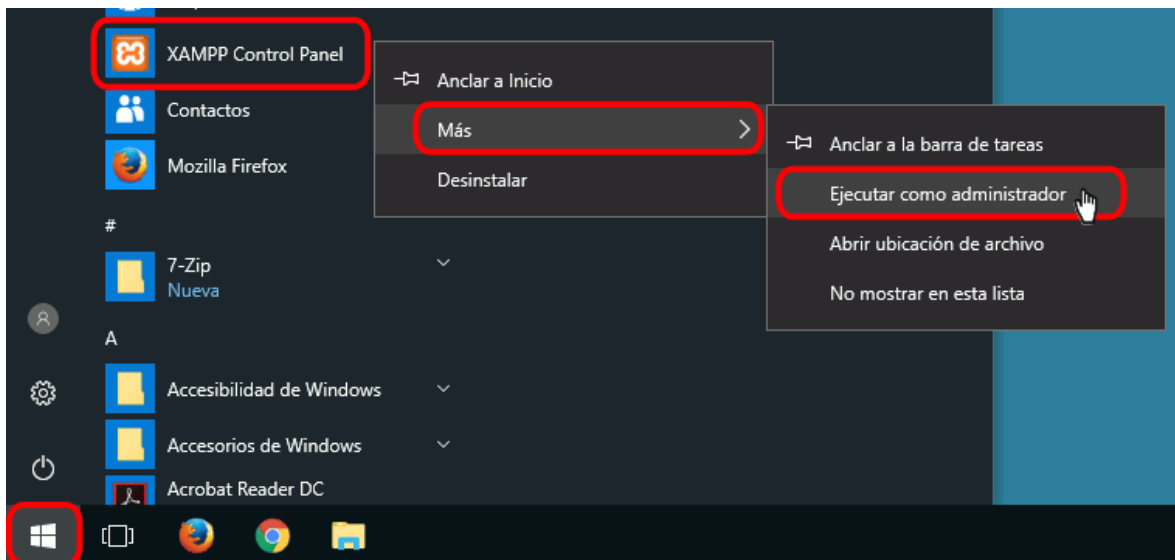 XAMPP Control Panel
Contactos
Mozilla Firefox
#
7-Zip
Nueva
A
Accesibilidad de Windows
Accesorios de Windows
Acrobat Reader DC
Anclar a Inicio
Más
Desinstalar
Anclar a la barra de tareas
Ejecutar como administrador
Abrir ubicación de archivo
No mostrar en esta lista